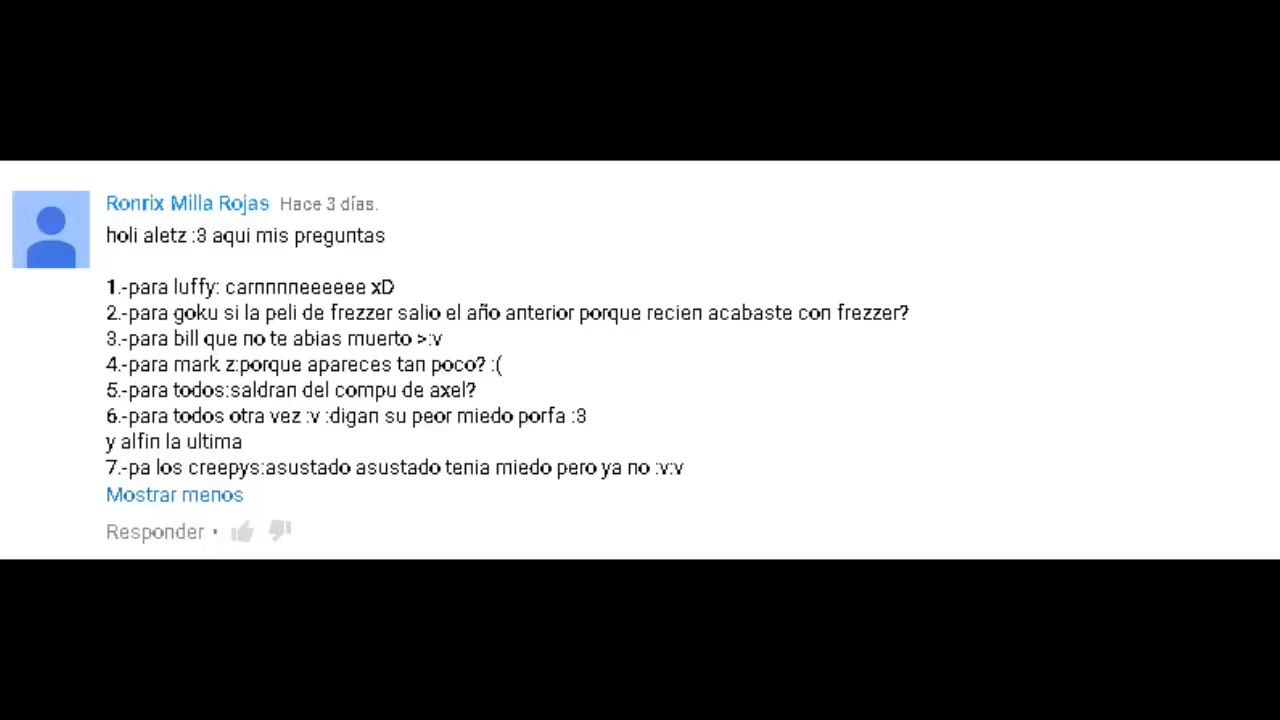 Ronrix Milla Rojas Hace 3 días.
holi aletz :3 aqui mis preguntas
1.-para luffy: carnnnneeeeee xD
2.-para goku si la peli de frezzer salio el año anterior porque recien acabaste con frezzer?
3.-para bill que no te abias muerto >:v
4.-para mark z:porque apareces tan poco? :(
5.-para todos:saldran del compu de axel?
6.-para todos otra vez :v :digan su peor miedo porfa :3
y alfin la ultima
7.-pa los creepys:asustado asustado tenia miedo pero ya no :v:v
Mostrar menos
Responder •